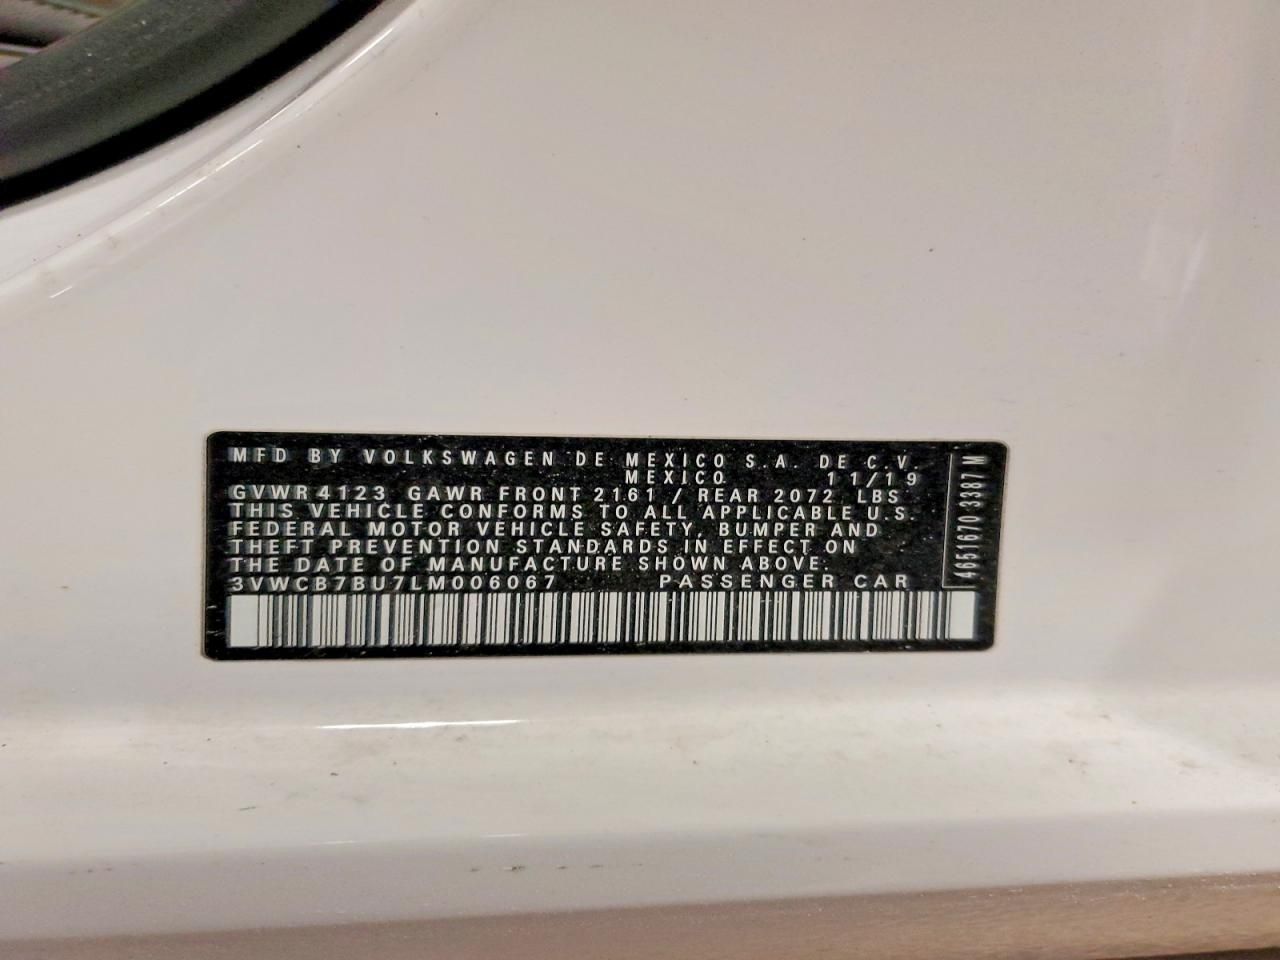 MFD BY VOLKSWAGEN DE MEXICO S.A. DE C.V.
MEXICO 11/19
GVWR 4123 GAWR FRONT 2161 / REAR 2072 LBS
THIS VEHICLE CONFORMS TO ALL APPLICABLE U.S.
FEDERAL MOTOR VEHICLE SAFETY, BUMPER AND
THEFT PREVENTION STANDARDS IN EFFECT ON
THE DATE OF MANUFACTURE SHOWN ABOVE.
3VWCB7BU7LM006067 PASSENGER CAR
4651670 3387 M